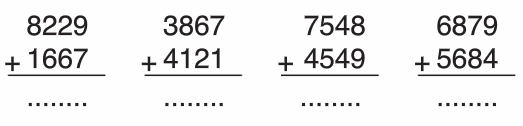 8229 3867 7548 6879
+ 1667 + 4121 + 4549 + 5684
........ ........ ........ ........